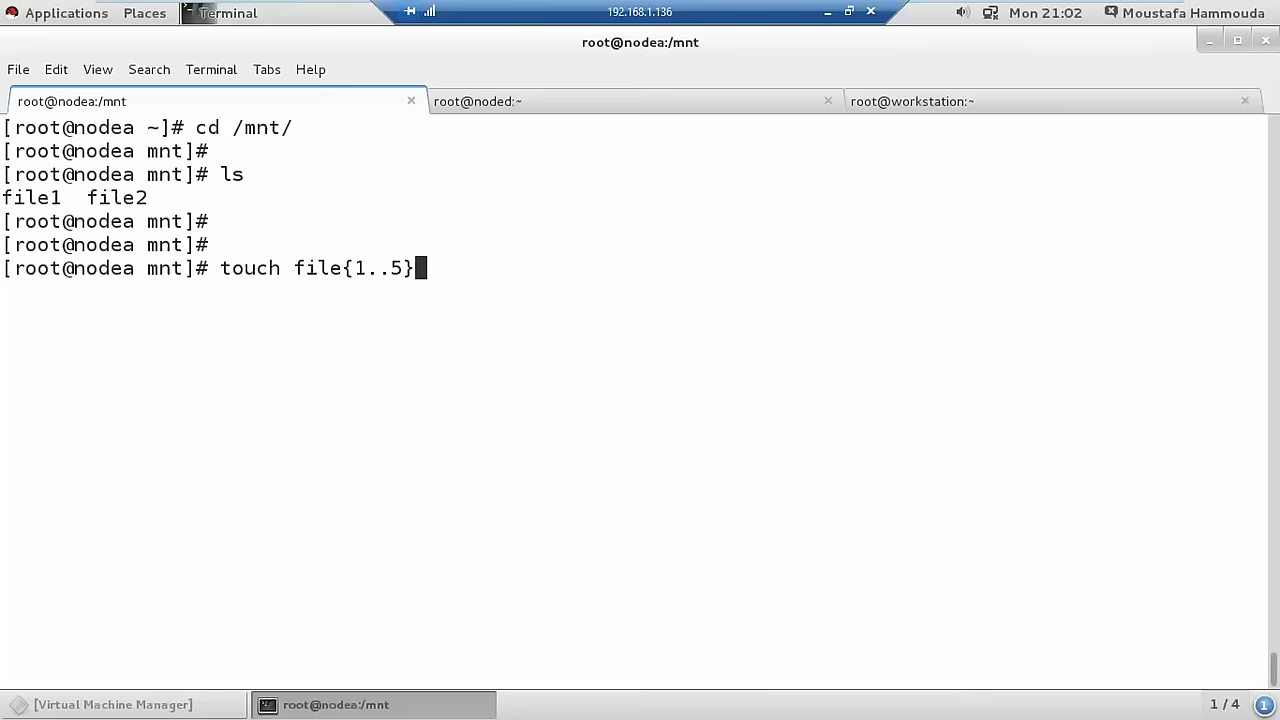 Applications Places Terminal 192.168.1.136 Mon 21:02 Moustafa Hammouda
root@nodea:/mnt
File Edit View Search Terminal Tabs Help
root@nodea:/mnt root@noded:~ root@workstation:~
[root@nodea ~]# cd /mnt/
[root@nodea mnt]#
[root@nodea mnt]# ls
file1  file2
[root@nodea mnt]#
[root@nodea mnt]#
[root@nodea mnt]# touch file{1..5}
[Virtual Machine Manager] root@nodea:/mnt 1 / 4 1